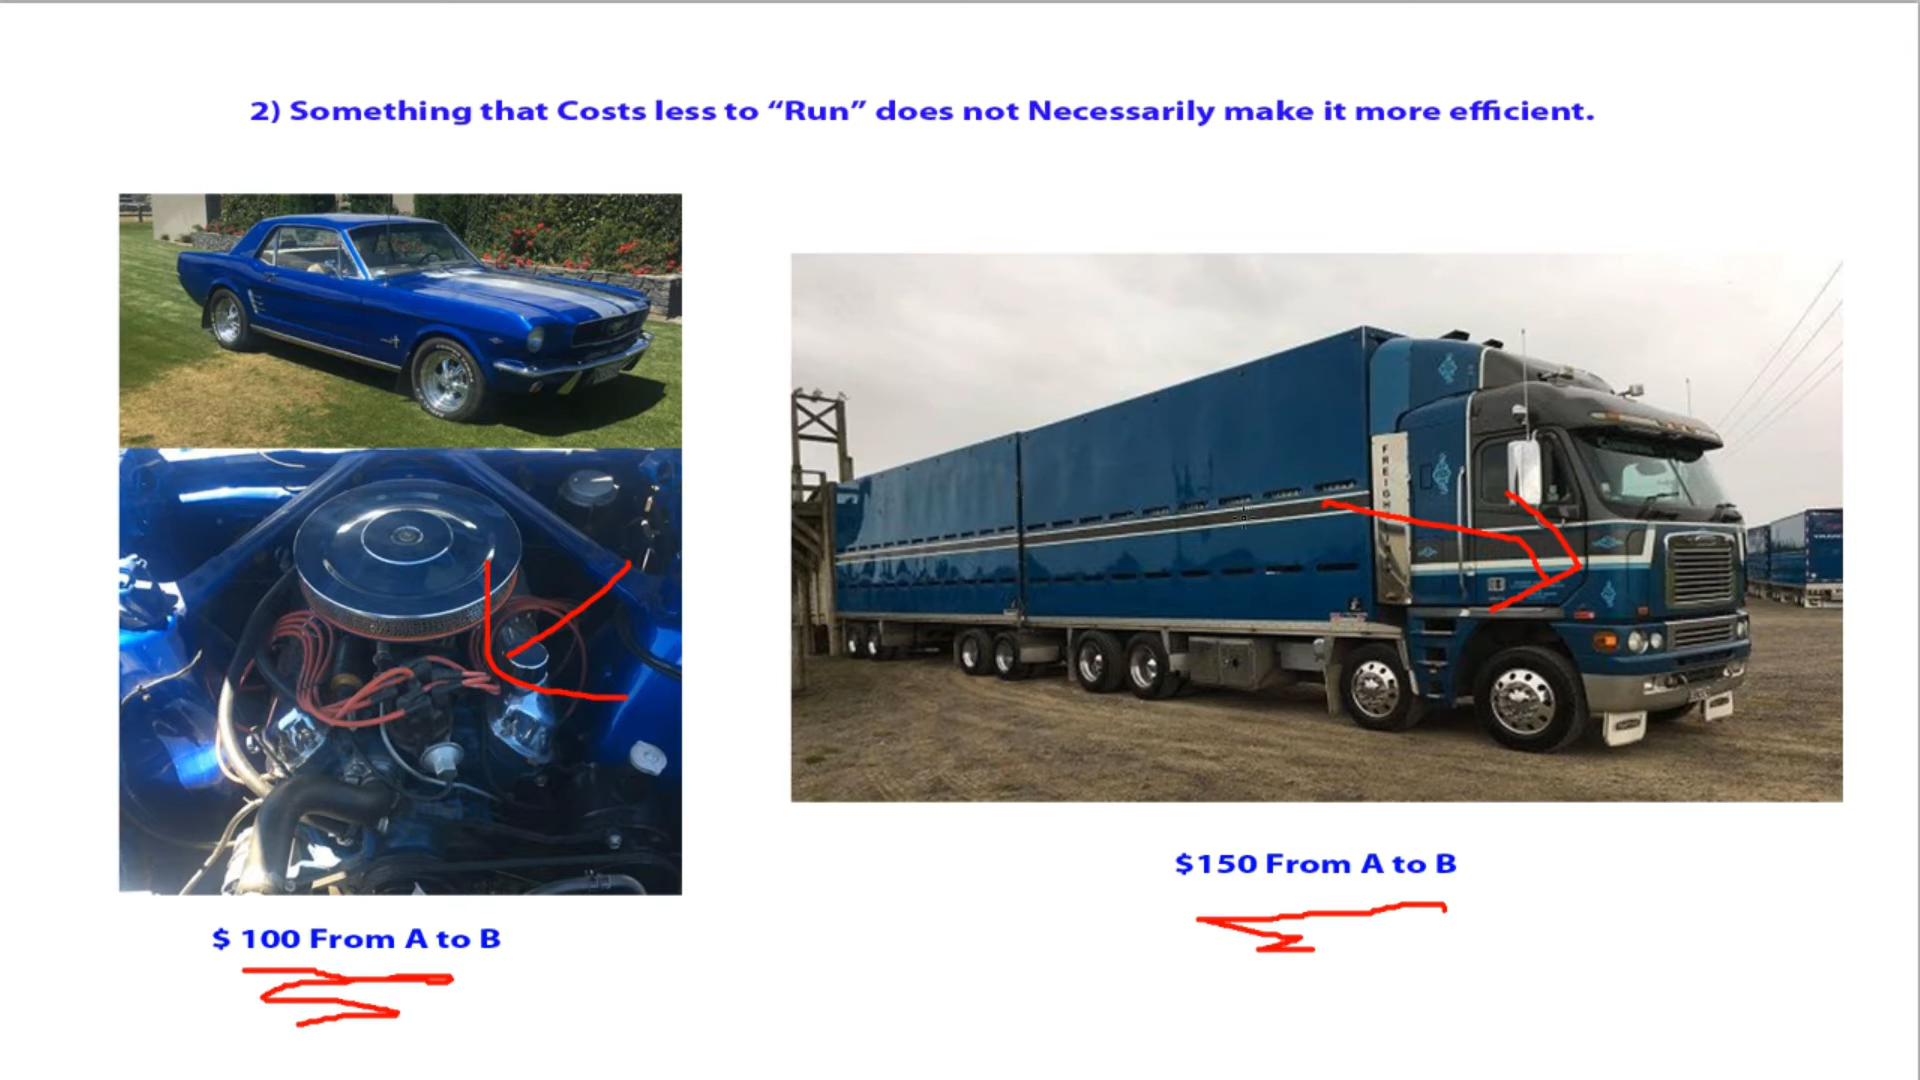 2) Something that Costs less to “Run” does not Necessarily make it more efficient.
$150 From A to B
$ 100 From A to B